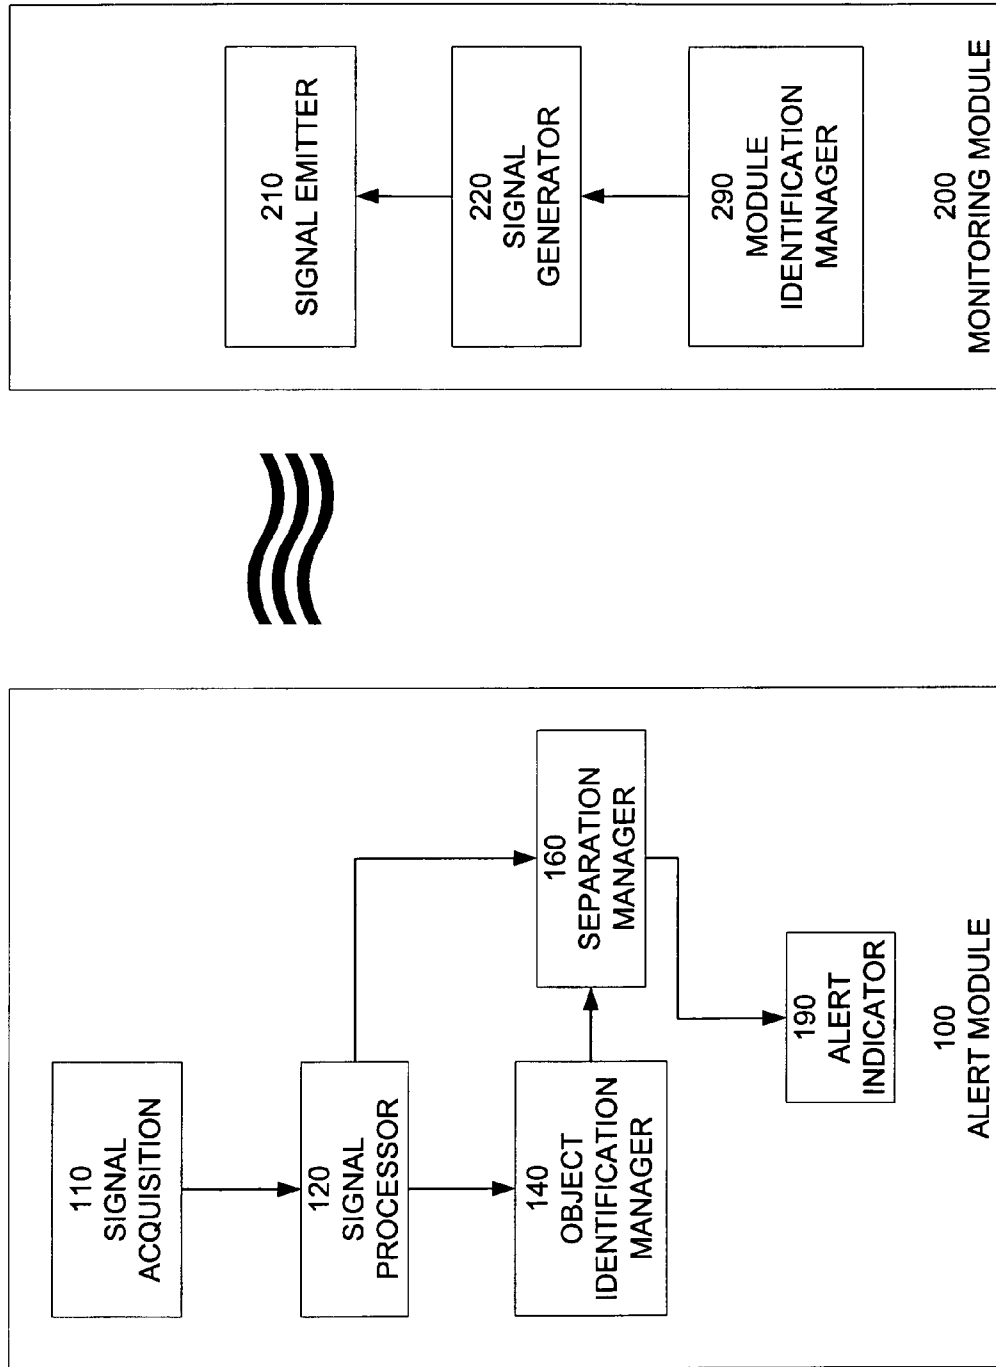 110
SIGNAL
ACQUISITION
120
SIGNAL
PROCESSOR
140
OBJECT
IDENTIFICATION
MANAGER
160
SEPARATION
MANAGER
190
ALERT
INDICATOR
100
ALERT MODULE
210
SIGNAL EMITTER
220
SIGNAL
GENERATOR
290
MODULE
IDENTIFICATION
MANAGER
200
MONITORING MODULE